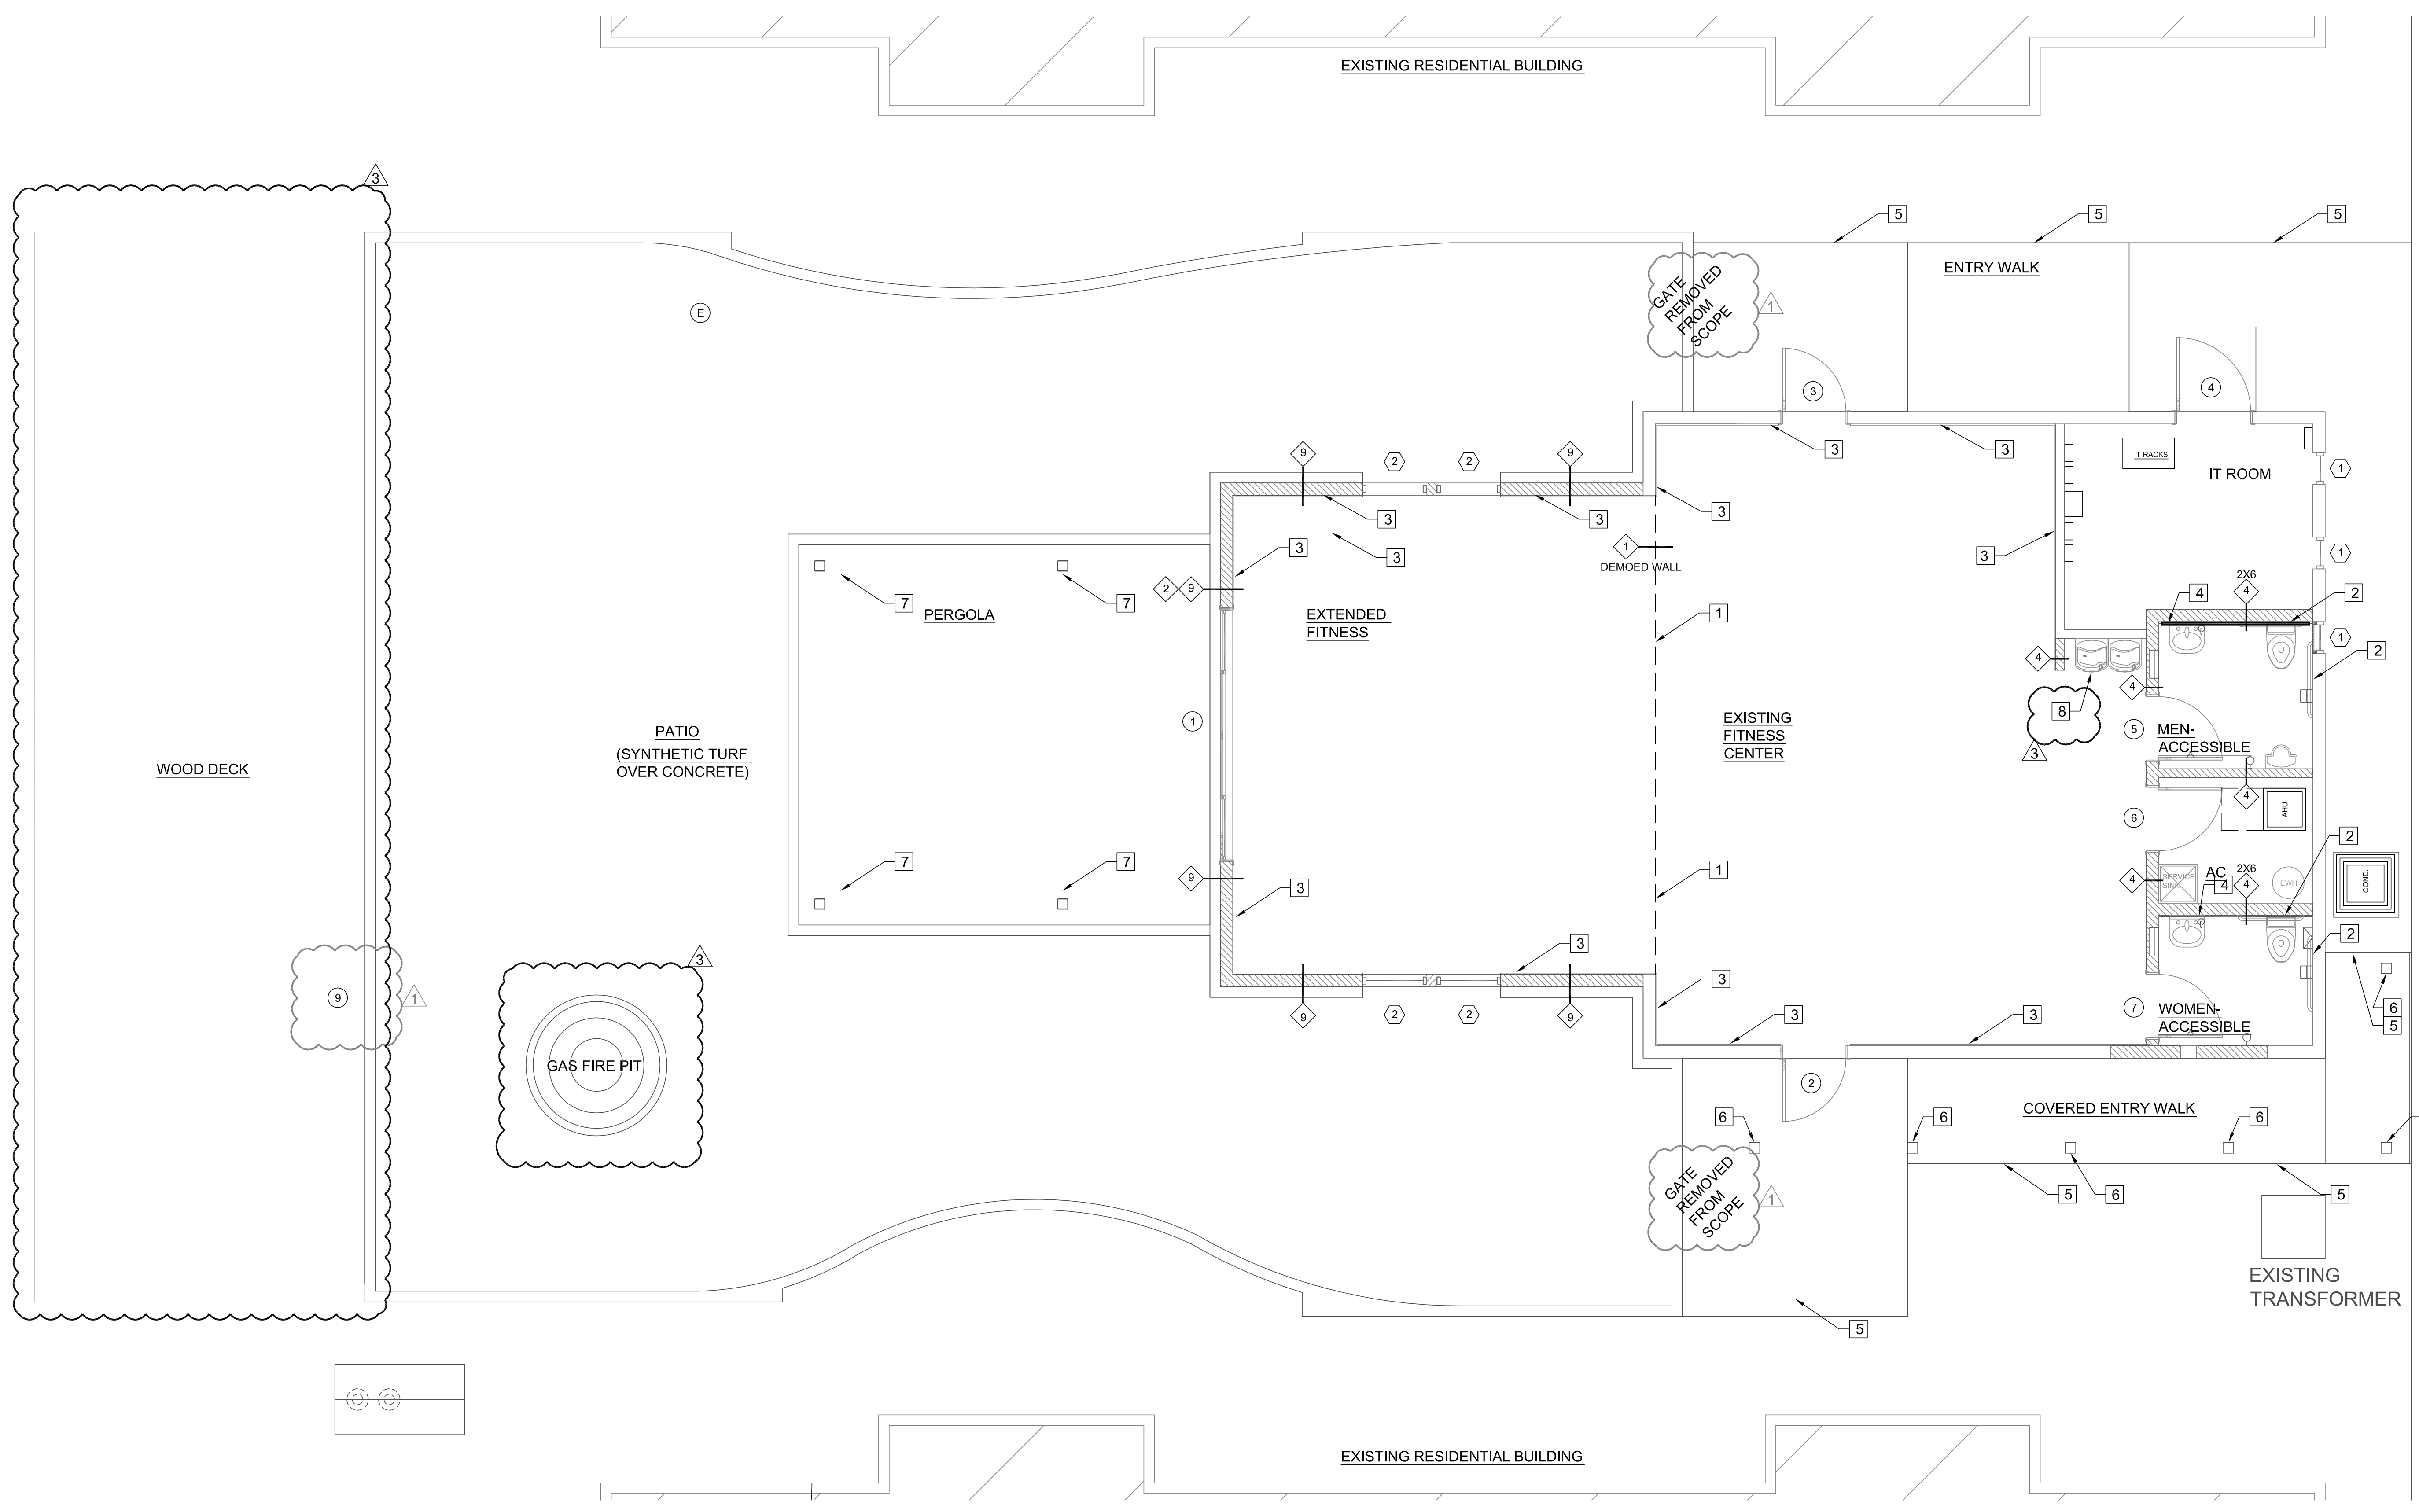 EXISTING RESIDENTIAL BUILDING
3
5
5
5
ENTRY WALK
GATE
REMOVED
FROM
SCOPE
1
E
3
4
9
2
2
9
3
3
3
IT RACKS
IT ROOM
1
3
3
3
3
3
1
DEMOED WALL
3
1
2
9
7
7
PERGOLA
EXTENDED
FITNESS
1
2X6
4
4
2
1
4
2
4
8
3
5
MEN-
ACCESSIBLE
PATIO
(SYNTHETIC TURF
OVER CONCRETE)
1
EXISTING
FITNESS
CENTER
WOOD DECK
4
AHU
6
2
7
7
9
3
1
4
SERVICE
SINK
AC
4
2X6
4
EWH
COND.
3
2
3
9
1
3
GAS FIRE PIT
9
2
2
9
7
WOMEN-
ACCESSIBLE
3
3
6
5
2
COVERED ENTRY WALK
6
6
6
GATE
REMOVED
FROM
SCOPE
1
5
6
5
EXISTING
TRANSFORMER
5
EXISTING RESIDENTIAL BUILDING